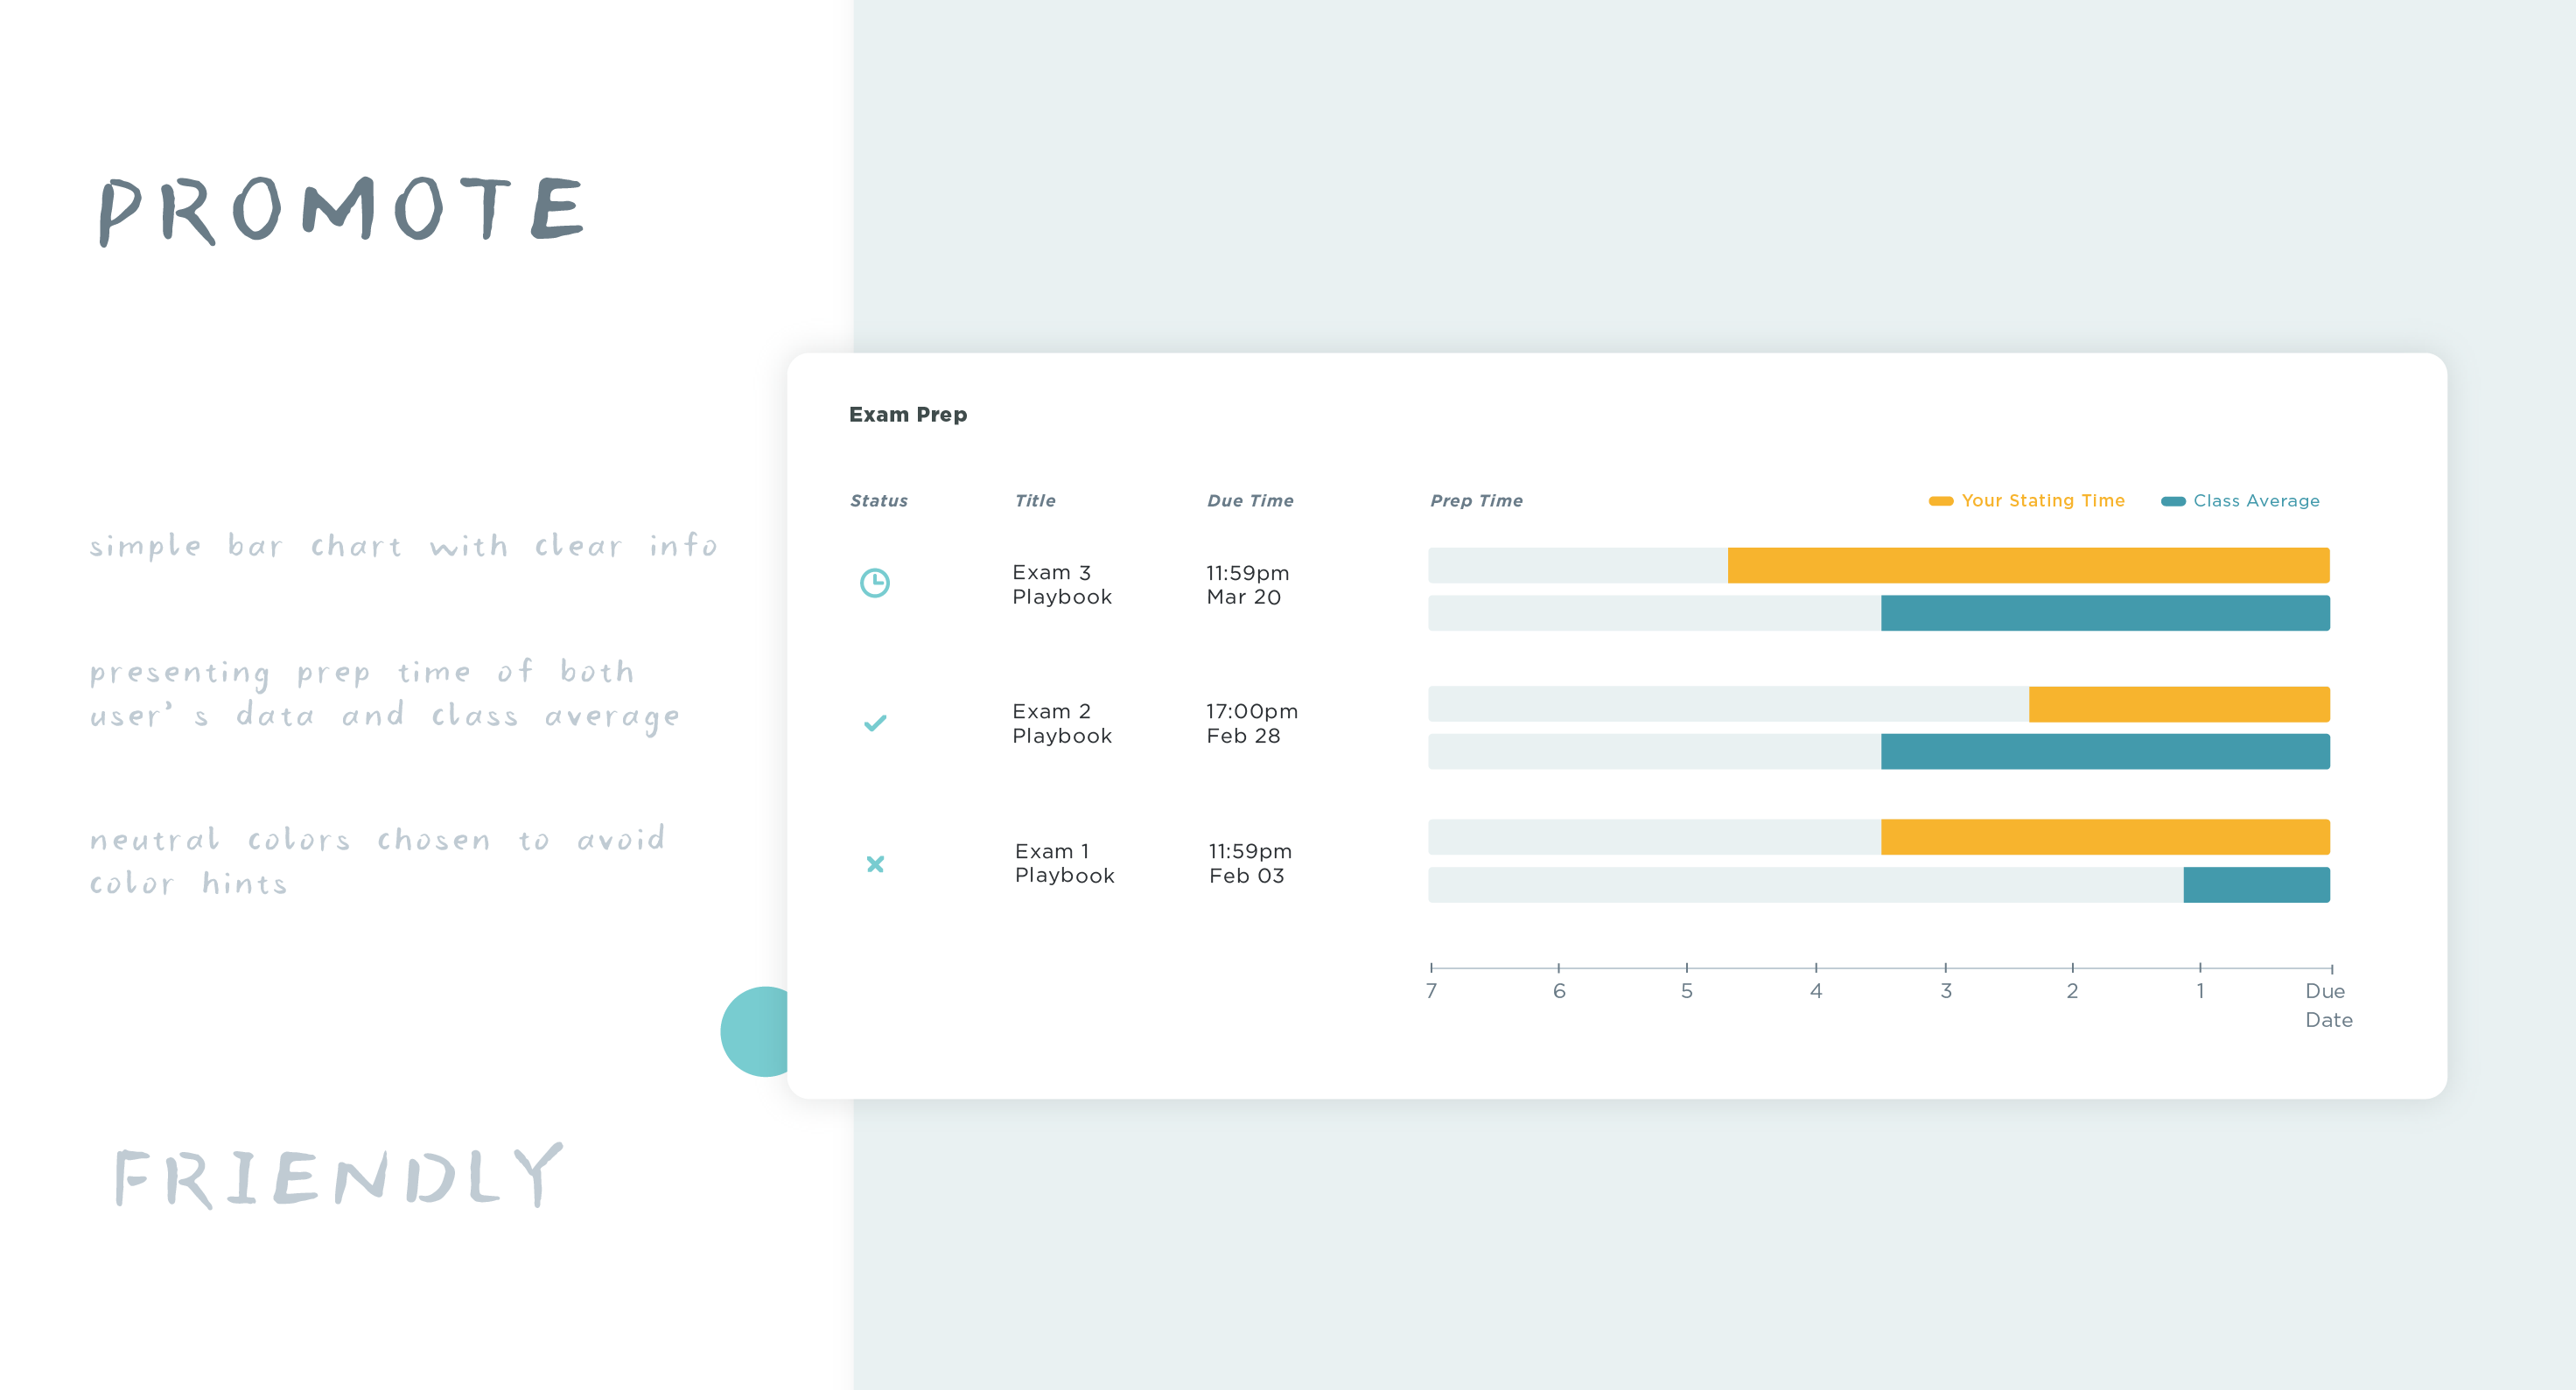 PROMOTE
simple bar chart with clear info
presenting prep time of both
user's data and class average
neutral colors chosen to avoid
color hints
FRIENDLY
Exam Prep
Status Title Due Time Prep Time Your Stating Time Class Average
Exam 3 11:59pm
Playbook Mar 20
Exam 2 17:00pm
Playbook Feb 28
Exam 1 11:59pm
Playbook Feb 03
7 6 5 4 3 2 1 Due
Date